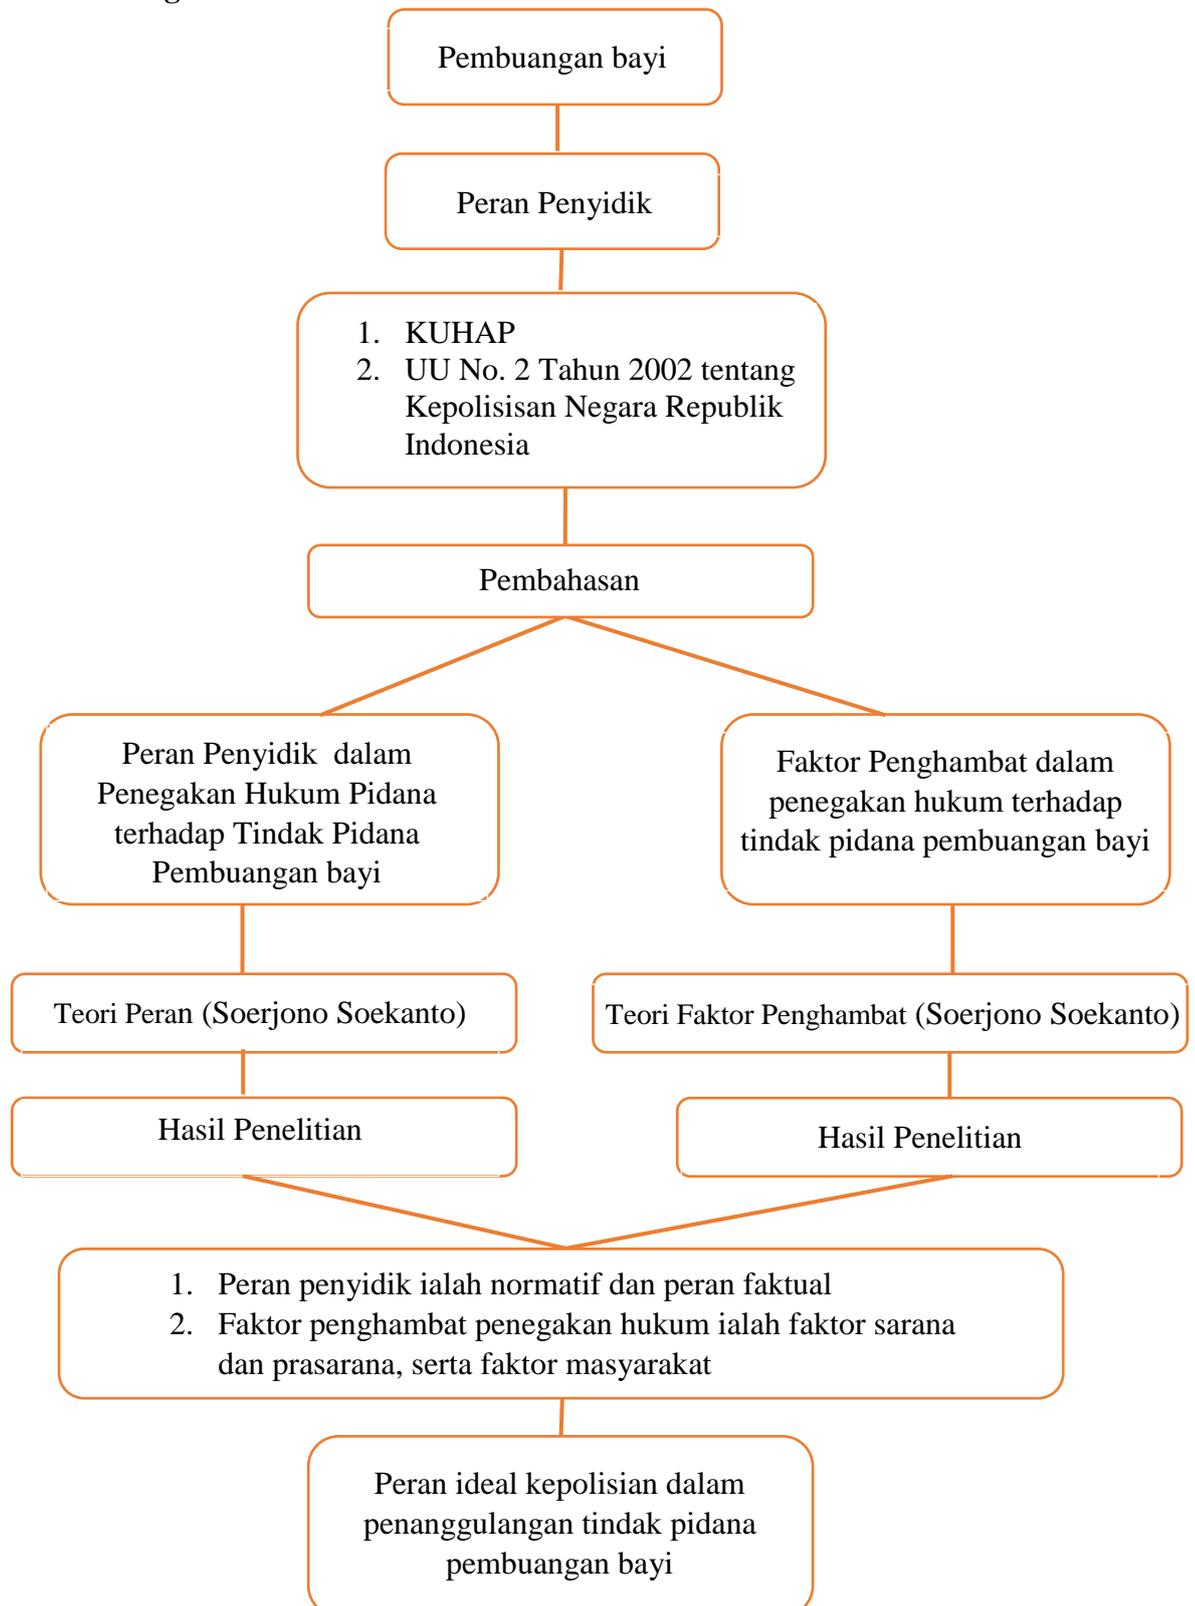 Pembuangan bayi
Peran Penyidik
1. KUHAP
2. UU No. 2 Tahun 2002 tentang
Kepolisisan Negara Republik
Indonesia
Pembahasan
Peran Penyidik dalam
Penegakan Hukum Pidana
terhadap Tindak Pidana
Pembuangan bayi
Faktor Penghambat dalam
penegakan hukum terhadap
tindak pidana pembuangan bayi
Teori Peran (Soerjono Soekanto)
Teori Faktor Penghambat (Soerjono Soekanto)
Hasil Penelitian
Hasil Penelitian
1. Peran penyidik ialah normatif dan peran faktual
2. Faktor penghambat penegakan hukum ialah faktor sarana
dan prasarana, serta faktor masyarakat
Peran ideal kepolisian dalam
penanggulangan tindak pidana
pembuangan bayi